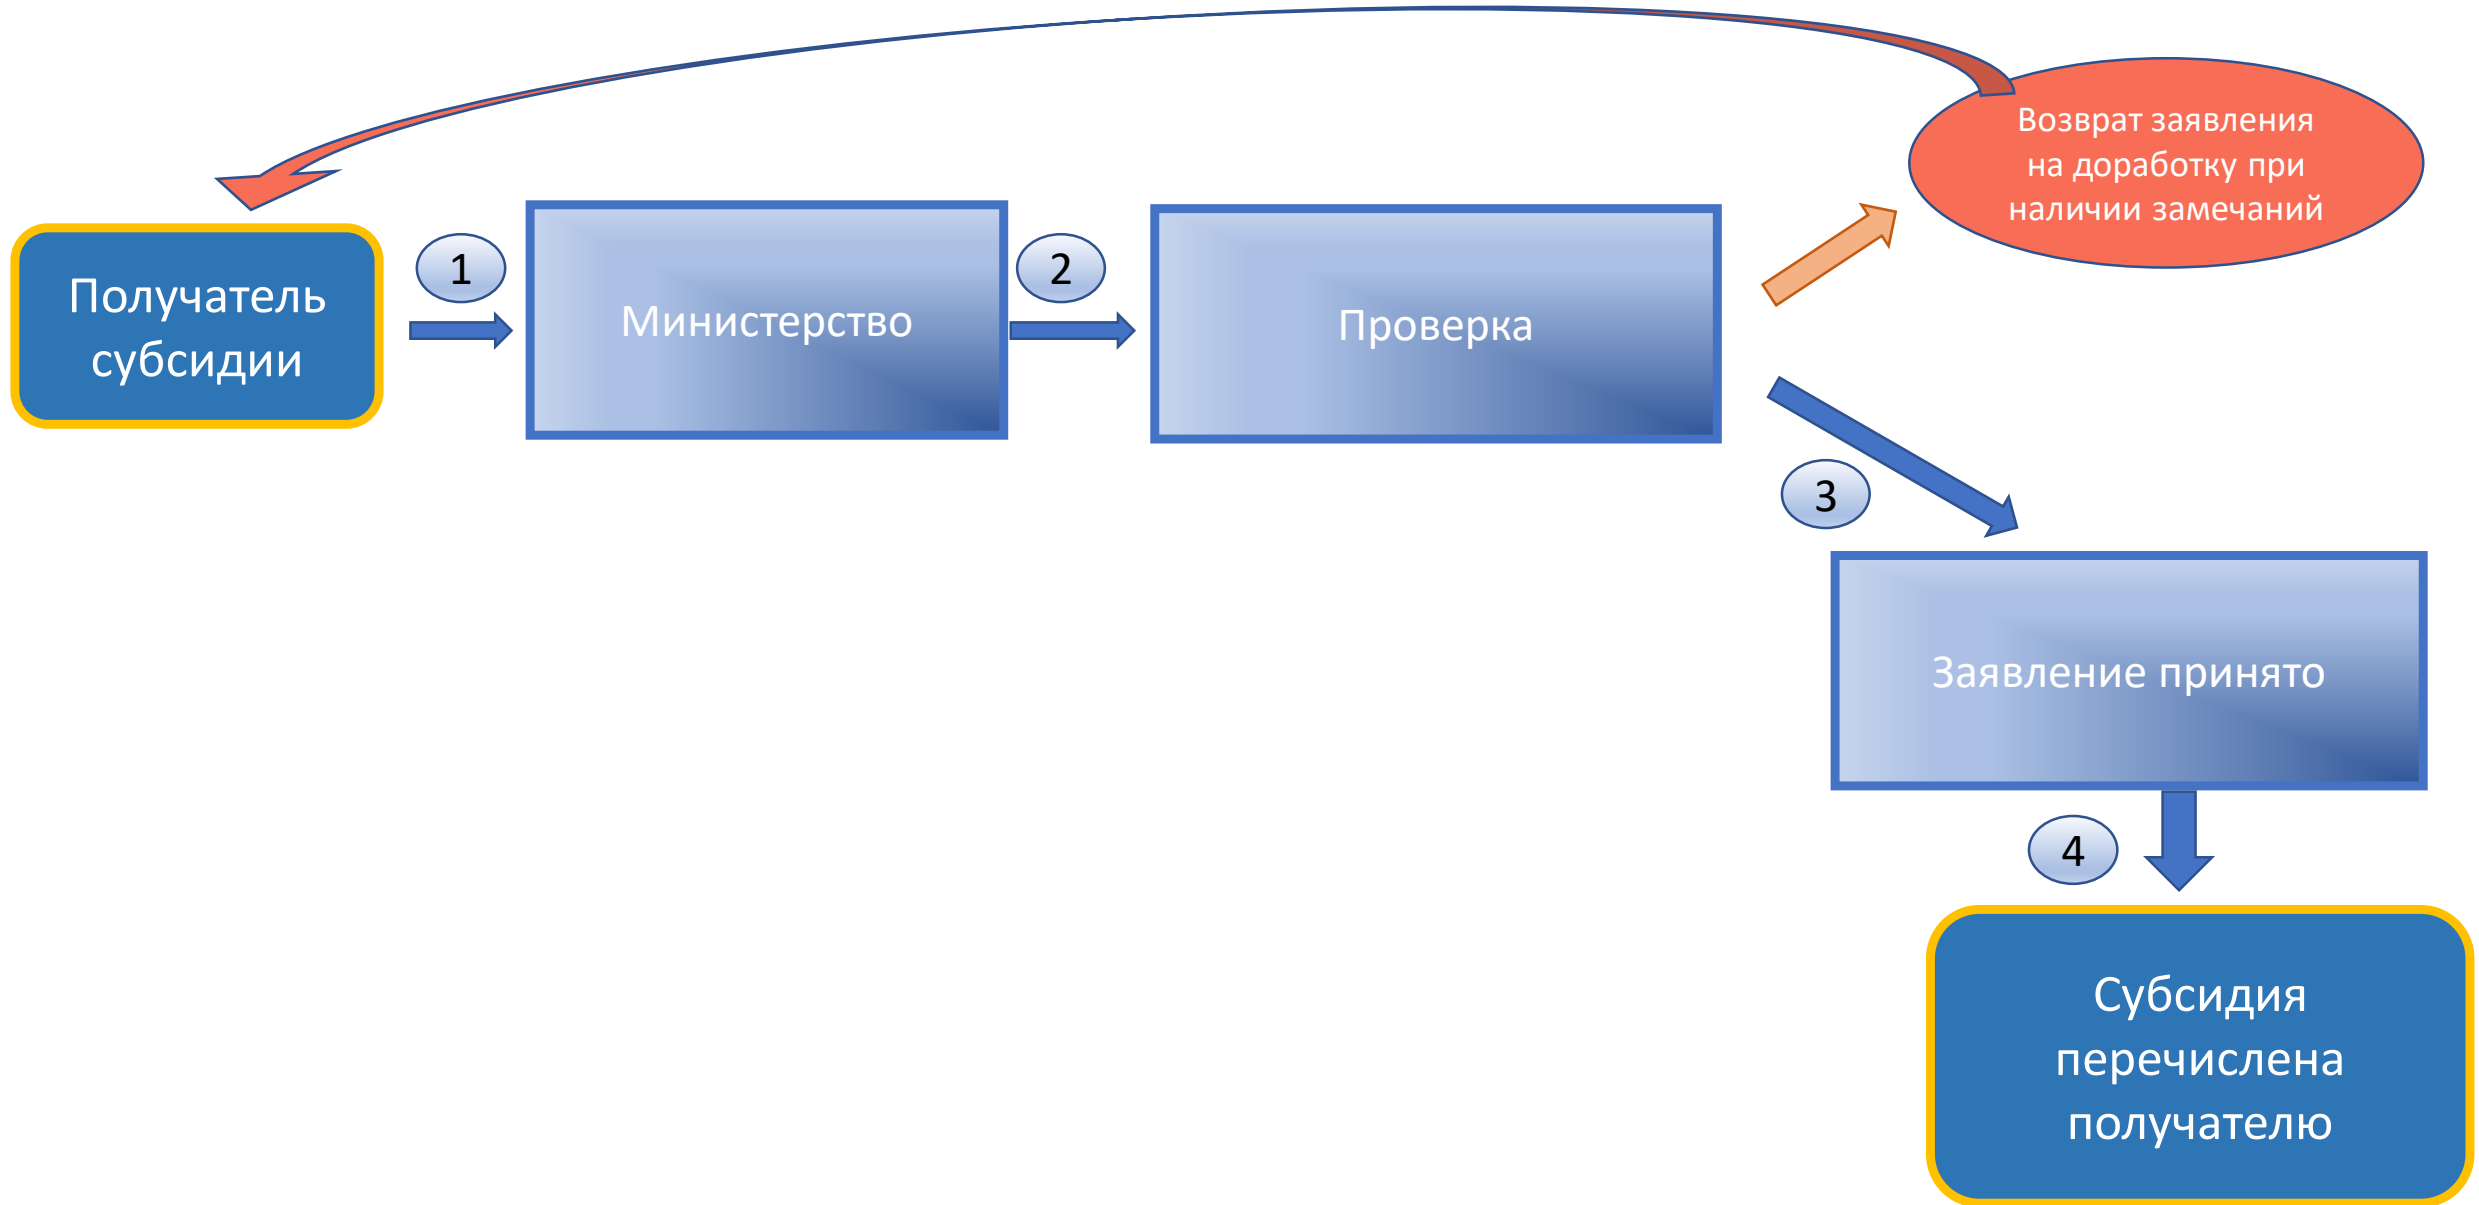 Возврат заявления
на доработку при
наличии замечаний
Получатель
субсидии
1
Министерство
2
Проверка
3
Заявление принято
4
Субсидия
перечислена
получателю